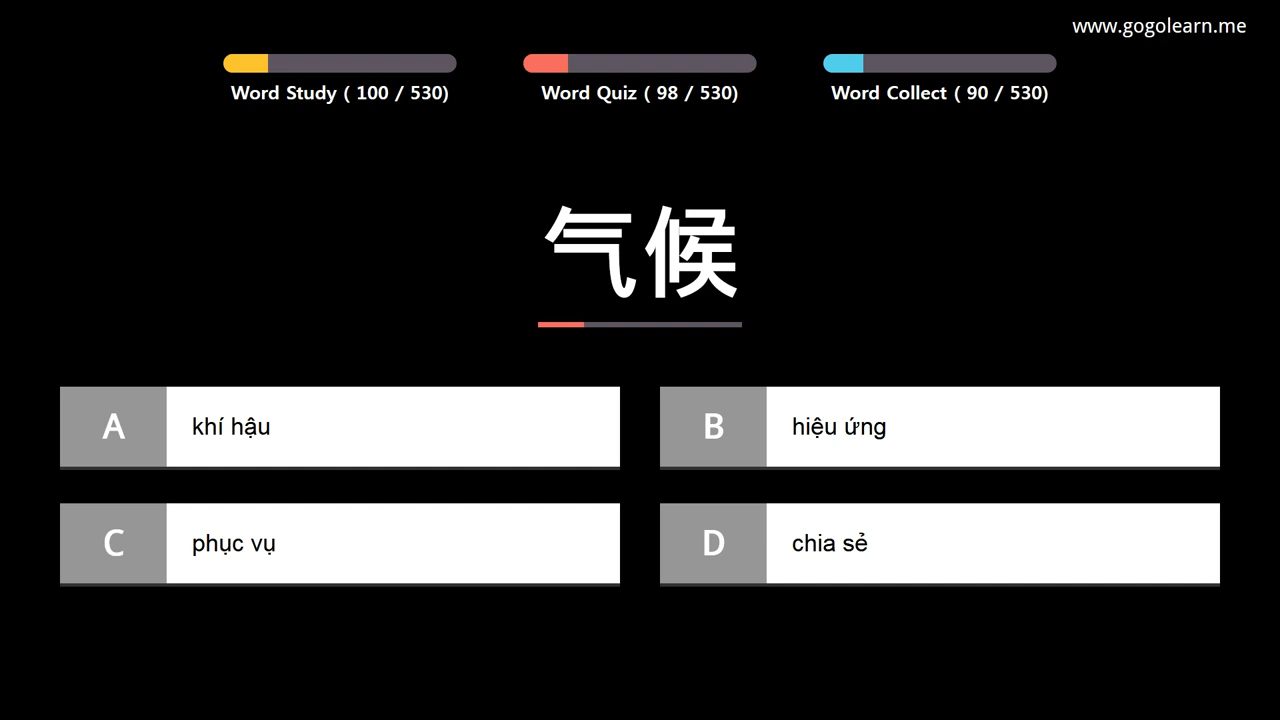 www.gogolearn.me
Word Study ( 100 / 530)
Word Quiz ( 98 / 530)
Word Collect ( 90 / 530)
气候
A khí hậu
B hiệu ứng
C phục vụ
D chia sẻ